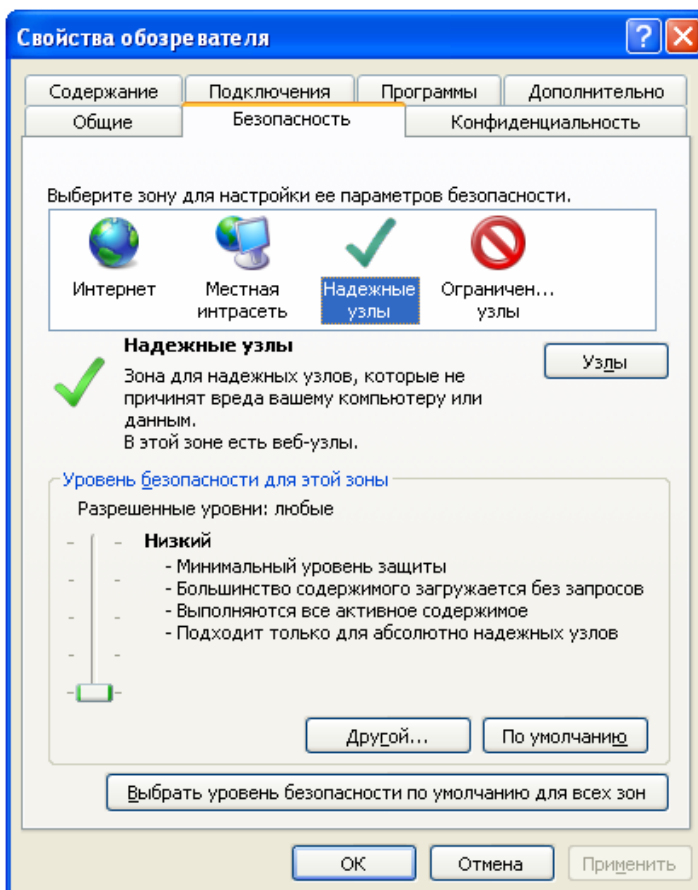 Свойства обозревателя
Содержание Подключения Программы Дополнительно
Общие Безопасность Конфиденциальность
Выберите зону для настройки ее параметров безопасности.
Интернет Местная интрасеть Надежные узлы Ограничен... узлы
Надежные узлы
Узлы
Зона для надежных узлов, которые не
причинят вреда вашему компьютеру или
данным.
В этой зоне есть веб-узлы.
Уровень безопасности для этой зоны
Разрешенные уровни: любые
Низкий
- Минимальный уровень защиты
- Большинство содержимого загружается без запросов
- Выполняются все активное содержимое
- Подходит только для абсолютно надежных узлов
Другой... По умолчанию
Выбрать уровень безопасности по умолчанию для всех зон
ОК Отмена Применить